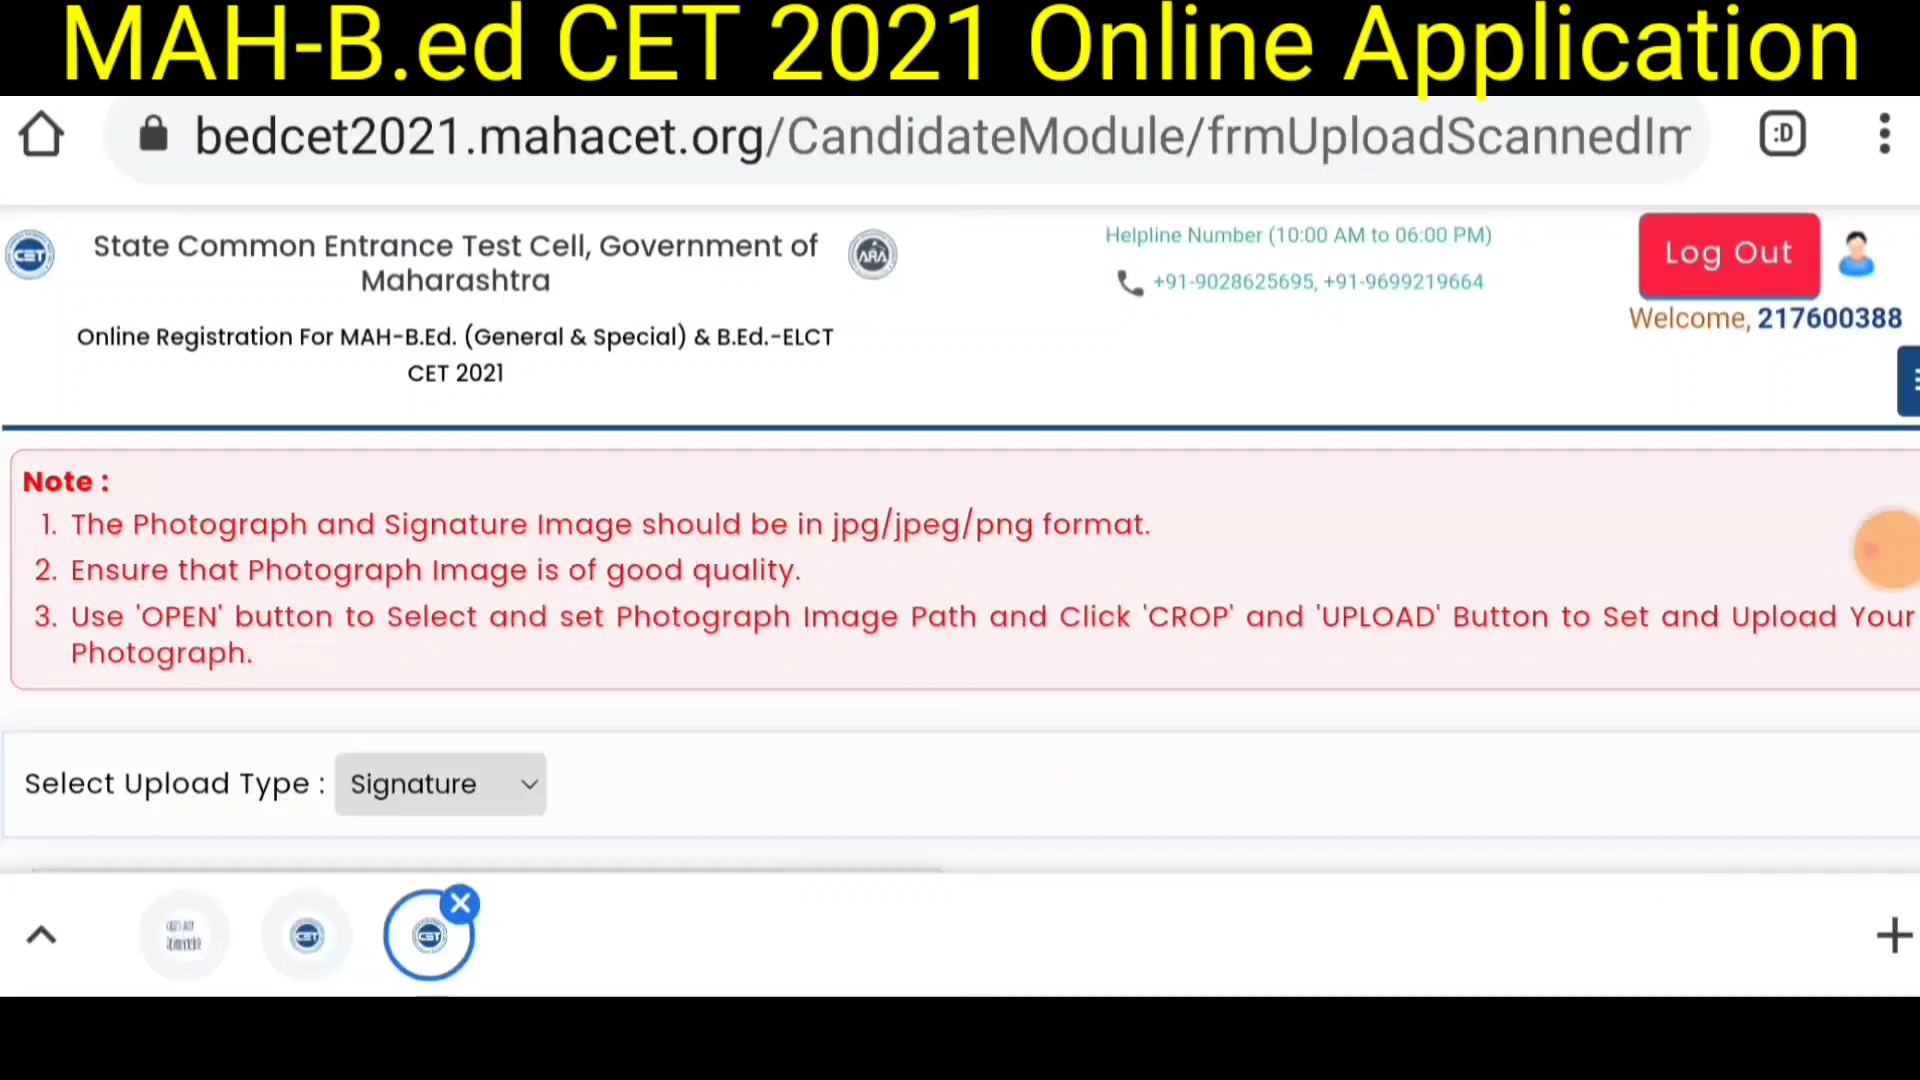 MAH-B.ed CET 2021 Online Application
bedcet2021.mahacet.org/CandidateModule/frmUploadScannedIm
:D
CET
State Common Entrance Test Cell, Government of
Maharashtra
ARA
Online Registration For MAH-B.Ed. (General & Special) & B.Ed.-ELCT
CET 2021
Helpline Number (10:00 AM to 06:00 PM)
+91-9028625695, +91-9699219664
Log Out
Welcome, 217600388
Note :
1. The Photograph and Signature Image should be in jpg/jpeg/png format.
2. Ensure that Photograph Image is of good quality.
3. Use 'OPEN' button to Select and set Photograph Image Path and Click 'CROP' and 'UPLOAD' Button to Set and Upload Your
Photograph.
Select Upload Type : Signature
CET
CET